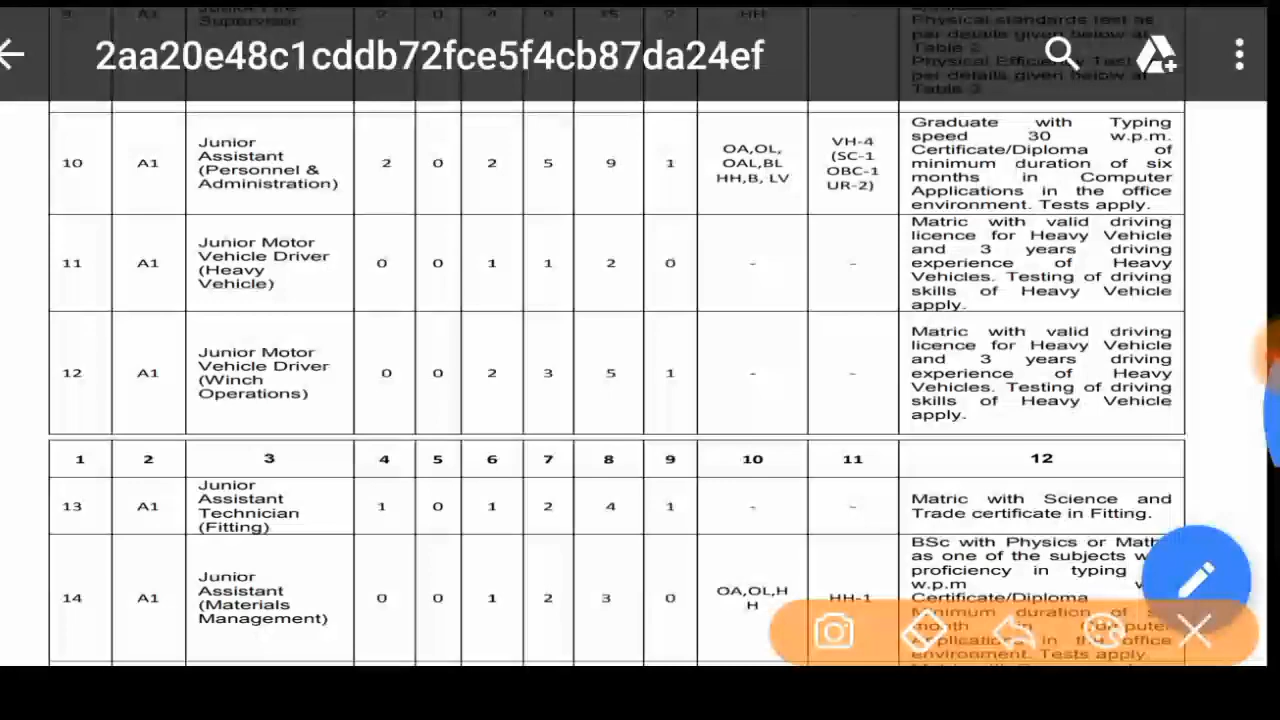 2aa20e48c1cddb72fce5f4cb87da24ef
9 A1 Supervisor 2 0 4 9 15 2 HH -
Physical standards test as
per details given below at
Table 2
Physical Efficiency Test
per details given below at
Table 3
10 A1 Junior Assistant (Personnel & Administration) 2 0 2 5 9 1 OA,OL, OAL,BL HH,B, LV VH-4 (SC-1 OBC-1 UR-2)
Graduate with Typing
speed 30 w.p.m.
Certificate/Diploma of
minimum duration of six
months in Computer
Applications in the office
environment. Tests apply.
11 A1 Junior Motor Vehicle Driver (Heavy Vehicle) 0 0 1 1 2 0 - -
Matric with valid driving
licence for Heavy Vehicle
and 3 years driving
experience of Heavy
Vehicles. Testing of driving
skills of Heavy Vehicle
apply.
12 A1 Junior Motor Vehicle Driver (Winch Operations) 0 0 2 3 5 1 - -
Matric with valid driving
licence for Heavy Vehicle
and 3 years driving
experience of Heavy
Vehicles. Testing of driving
skills of Heavy Vehicle
apply.
1 2 3 4 5 6 7 8 9 10 11 12
13 A1 Junior Assistant Technician (Fitting) 1 0 1 2 4 1 - -
Matric with Science and
Trade certificate in Fitting.
14 A1 Junior Assistant (Materials Management) 0 0 1 2 3 0 OA,OL,H H HH-1
BSc with Physics or Math
as one of the subjects
proficiency in typing
w.p.m
Certificate/Diploma
Minimum duration of
month in Computer
Applications in the office
environment. Tests apply